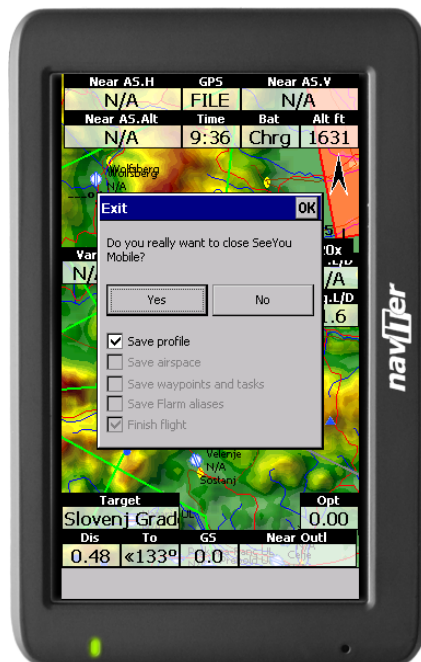 Near AS.H GPS Near AS.V
N/A FILE N/A
Near AS.Alt Time Bat Alt ft
N/A 9:36 Chrg 1631
Wolfsberg
N/A
Exit OK
Var
Do you really want to close SeeYou
Mobile?
Yes No
Save profile
Save airspace
Save waypoints and tasks
Save Flarm aliases
Finish flight
naviter
Velenje
N/A
Sostanj
Target Opt
Slovenj Grad 0.00
Dis To GS Near Outl
0.48 «133° 0.0